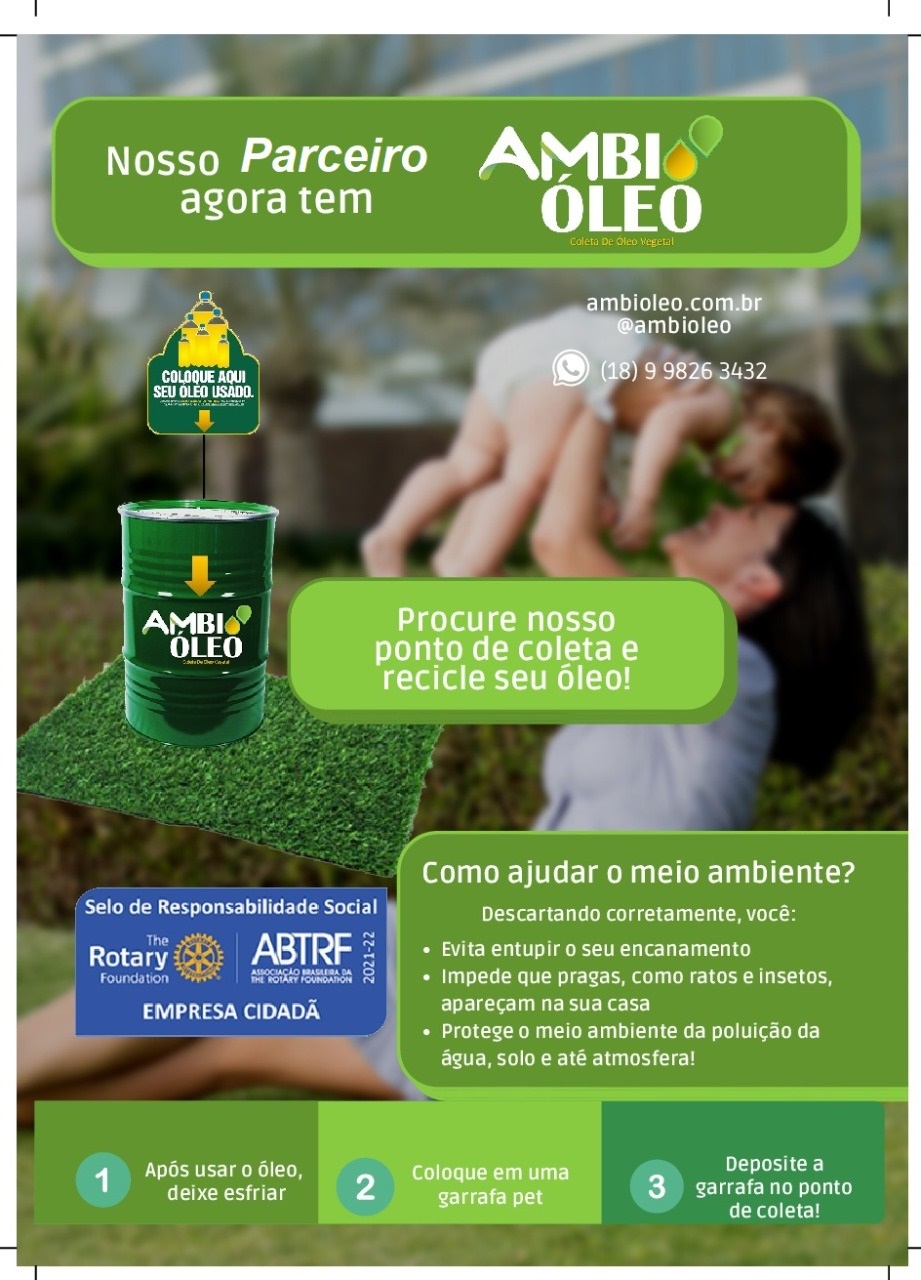 Nosso Parceiro
agora tem
AMBI
ÓLEO
Coleta De Óleo Vegetal
ambioleo.com.br
@ambioleo
(18) 9 9826 3432
COLOQUE AQUI
SEU ÓLEO USADO.
AMBI
ÓLEO
Coleta De Óleo Vegetal
Procure nosso
ponto de coleta e
recicle seu óleo!
Como ajudar o meio ambiente?
Descartando corretamente, você:
• Evita entupir o seu encanamento
• Impede que pragas, como ratos e insetos,
apareçam na sua casa
• Protege o meio ambiente da poluição da
água, solo e até atmosfera!
Selo de Responsabilidade Social
The
Rotary
Foundation
ABTRF
ASSOCIAÇÃO BRASILEIRA DA
THE ROTARY FOUNDATION
2021-22
EMPRESA CIDADÃ
1
Após usar o óleo,
deixe esfriar
2
Coloque em uma
garrafa pet
3
Deposite a
garrafa no ponto
de coleta!